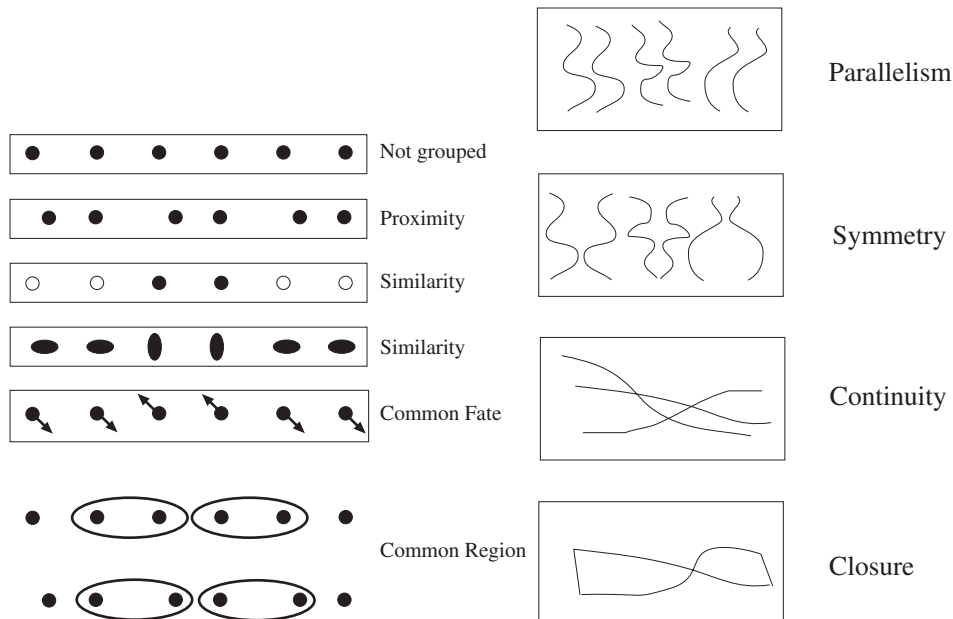 Not grouped
Proximity
Similarity
Similarity
Common Fate
Common Region
Parallelism
Symmetry
Continuity
Closure